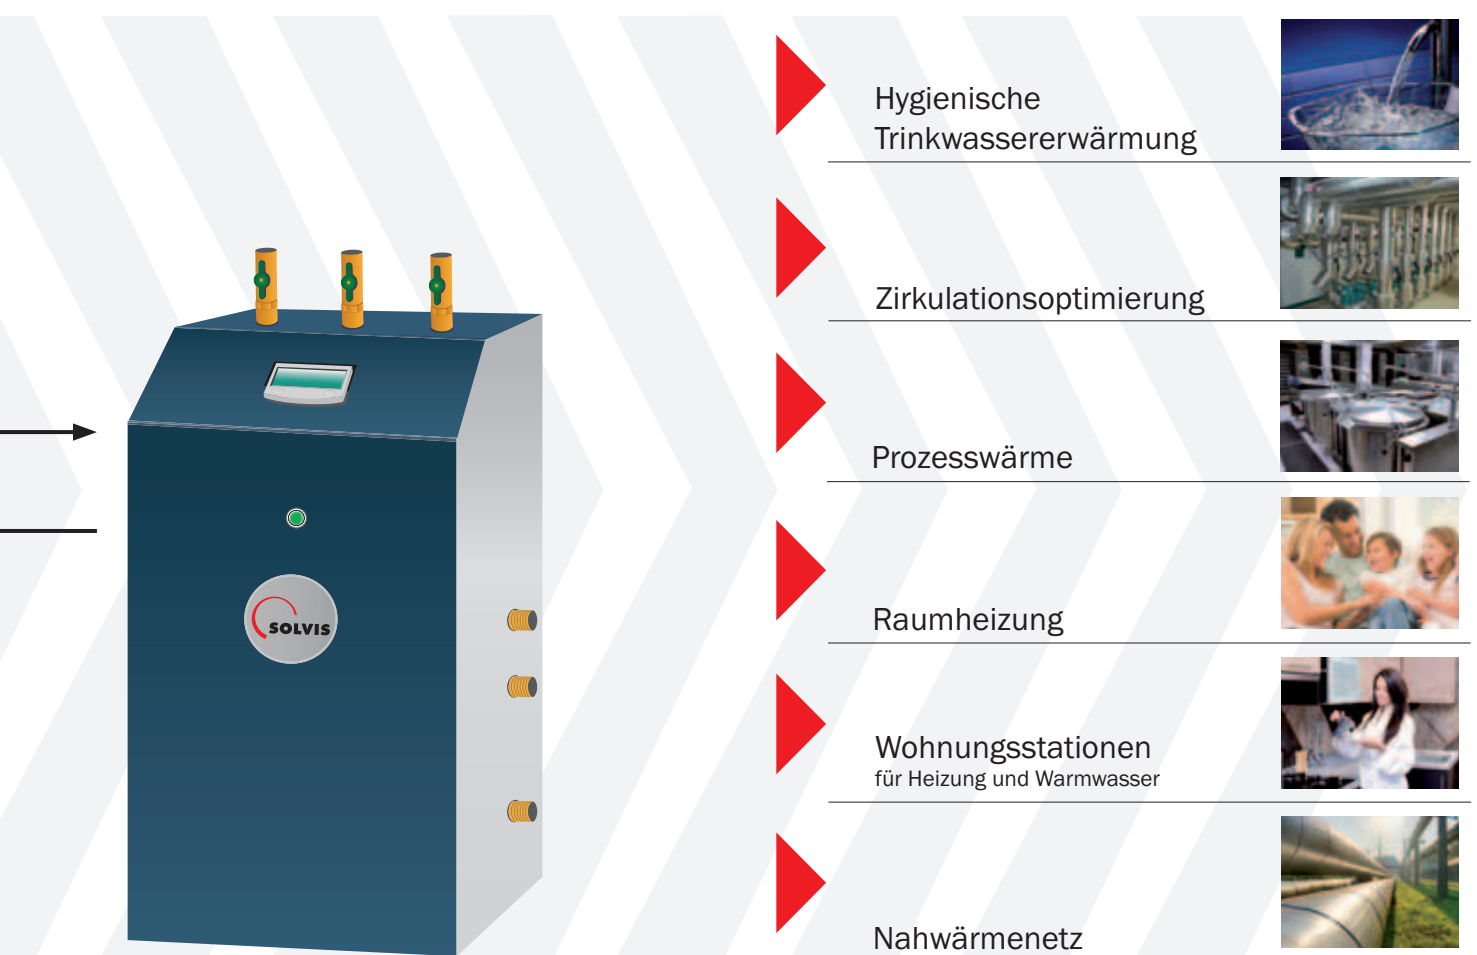 Hygienische
Trinkwassererwärmung
Zirkulationsoptimierung
Prozesswärme
Raumheizung
SOLVIS
Wohnungsstationen
für Heizung und Warmwasser
Nahwärmenetz